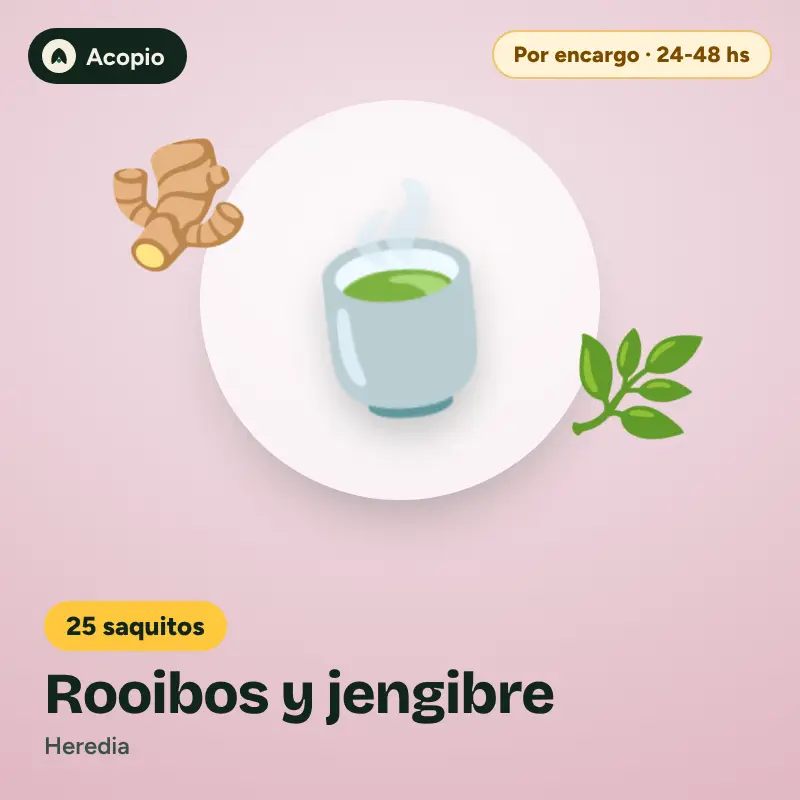 Acopio
Por encargo · 24-48 hs
25 saquitos
Rooibos y jengibre
Heredia